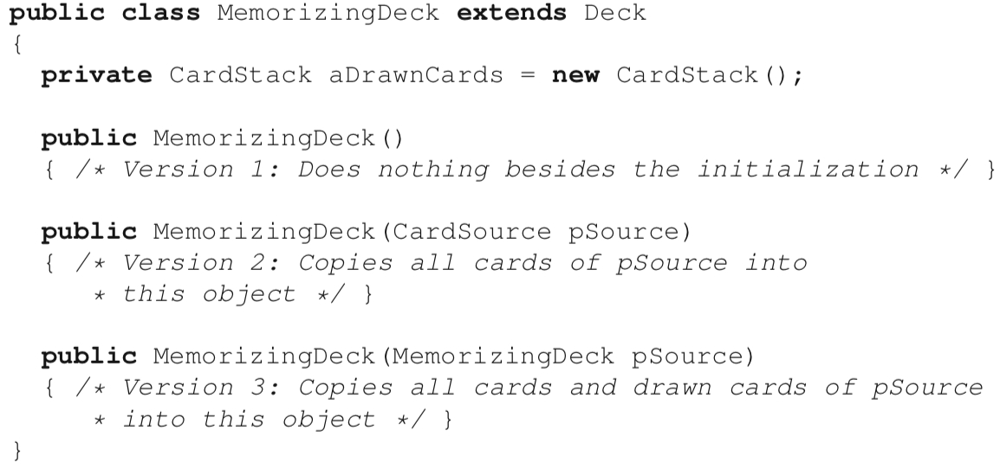 public class MemorizingDeck extends Deck
{
  private CardStack aDrawnCards = new CardStack();

  public MemorizingDeck()
  { /* Version 1: Does nothing besides the initialization */ }

  public MemorizingDeck(CardSource pSource)
  { /* Version 2: Copies all cards of pSource into
     * this object */ }

  public MemorizingDeck(MemorizingDeck pSource)
  { /* Version 3: Copies all cards and drawn cards of pSource
     * into this object */ }
}